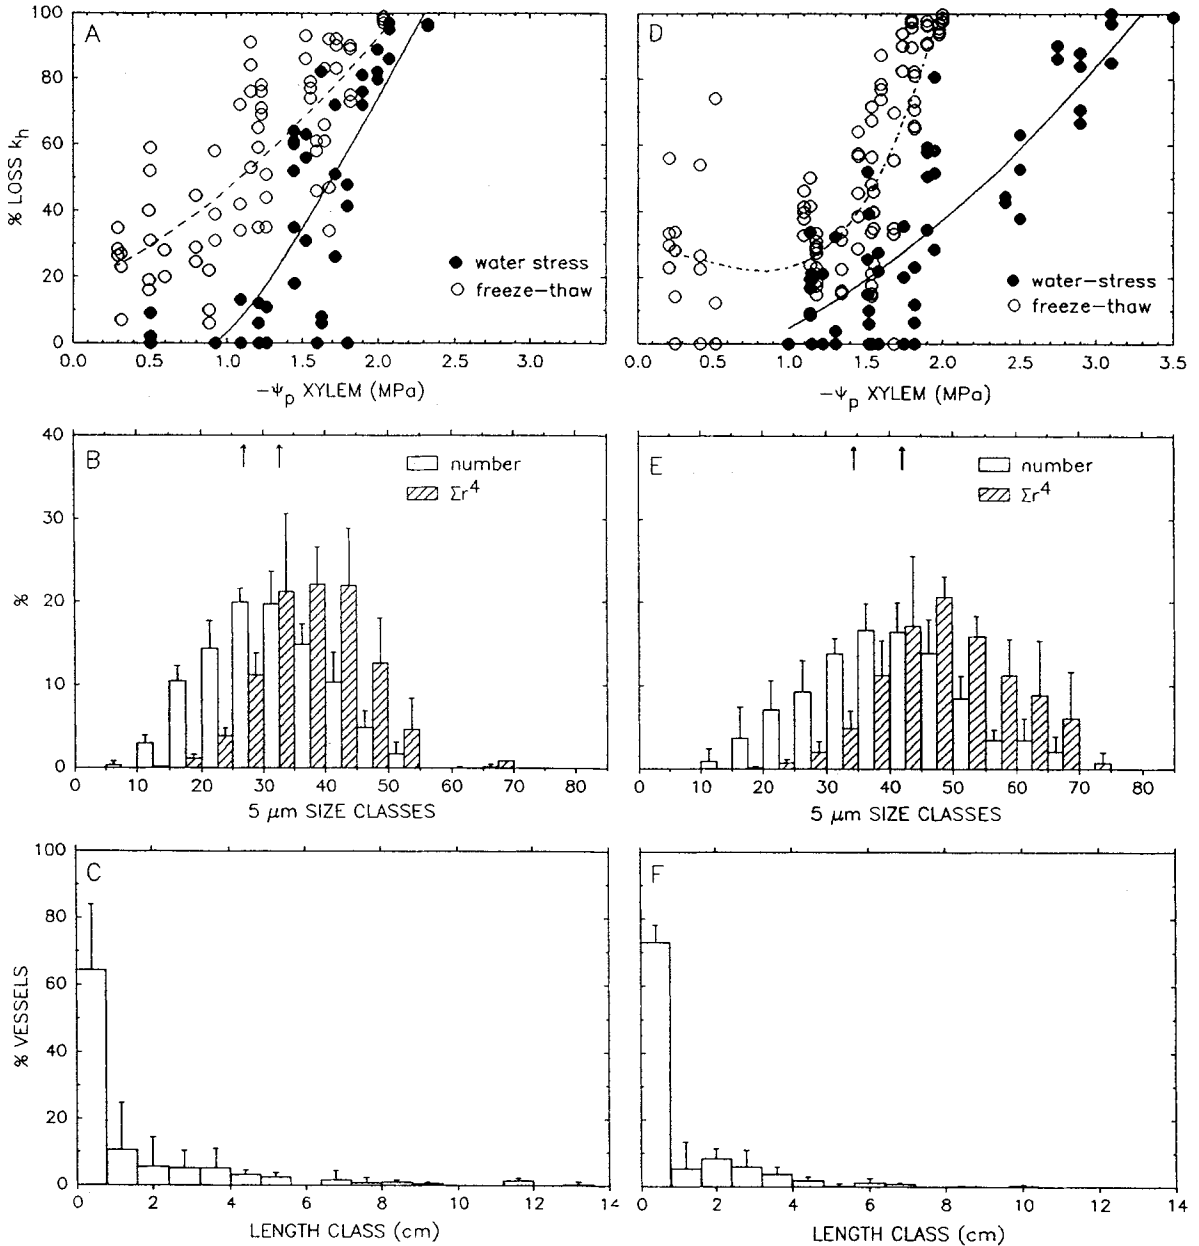 A
% LOSS k_h
100
80
60
40
20
0
● water stress
○ freeze-thaw
0.0 0.5 1.0 1.5 2.0 2.5 3.0
-ψ_p XYLEM (MPa)
D
● water-stress
○ freeze-thaw
0.0 0.5 1.0 1.5 2.0 2.5 3.0 3.5
-ψ_p XYLEM (MPa)
B
%
40
30
20
10
0
number
Σr⁴
0 10 20 30 40 50 60 70 80
5 μm SIZE CLASSES
E
number
Σr⁴
0 10 20 30 40 50 60 70 80
5 μm SIZE CLASSES
C
% VESSELS
100
80
60
40
20
0
0 2 4 6 8 10 12 14
LENGTH CLASS (cm)
F
0 2 4 6 8 10 12 14
LENGTH CLASS (cm)